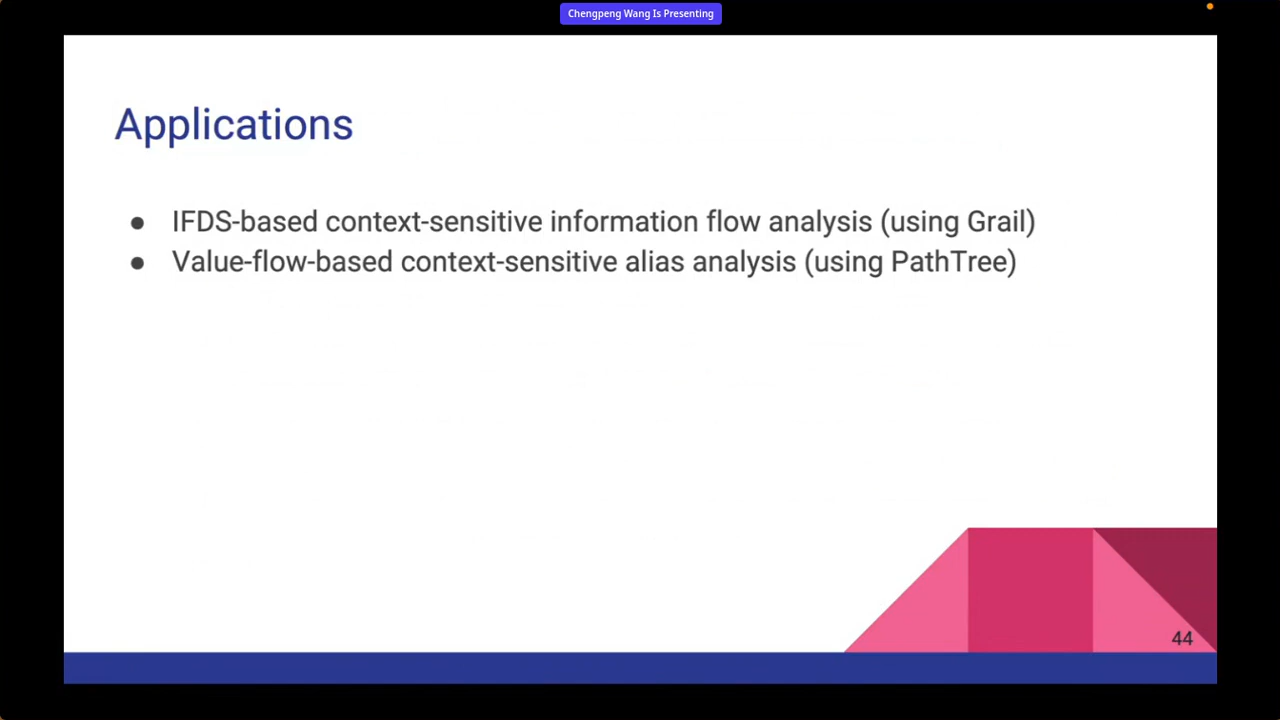 Chengpeng Wang Is Presenting
Applications
● IFDS-based context-sensitive information flow analysis (using Grail)
● Value-flow-based context-sensitive alias analysis (using PathTree)
44